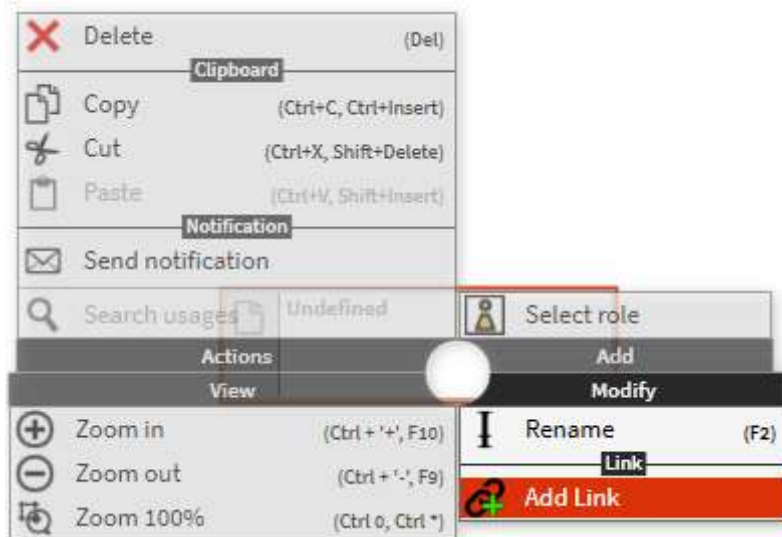 Delete (Del)
Clipboard
Copy (Ctrl+C, Ctrl+Insert)
Cut (Ctrl+X, Shift+Delete)
Paste (Ctrl+V, Shift+Insert)
Notification
Send notification
Search usages
Undefined
Select role
Actions
Add
View
Modify
Zoom in (Ctrl + '+', F10)
Rename (F2)
Link
Zoom out (Ctrl + '-', F9)
Add Link
Zoom 100% (Ctrl 0, Ctrl *)